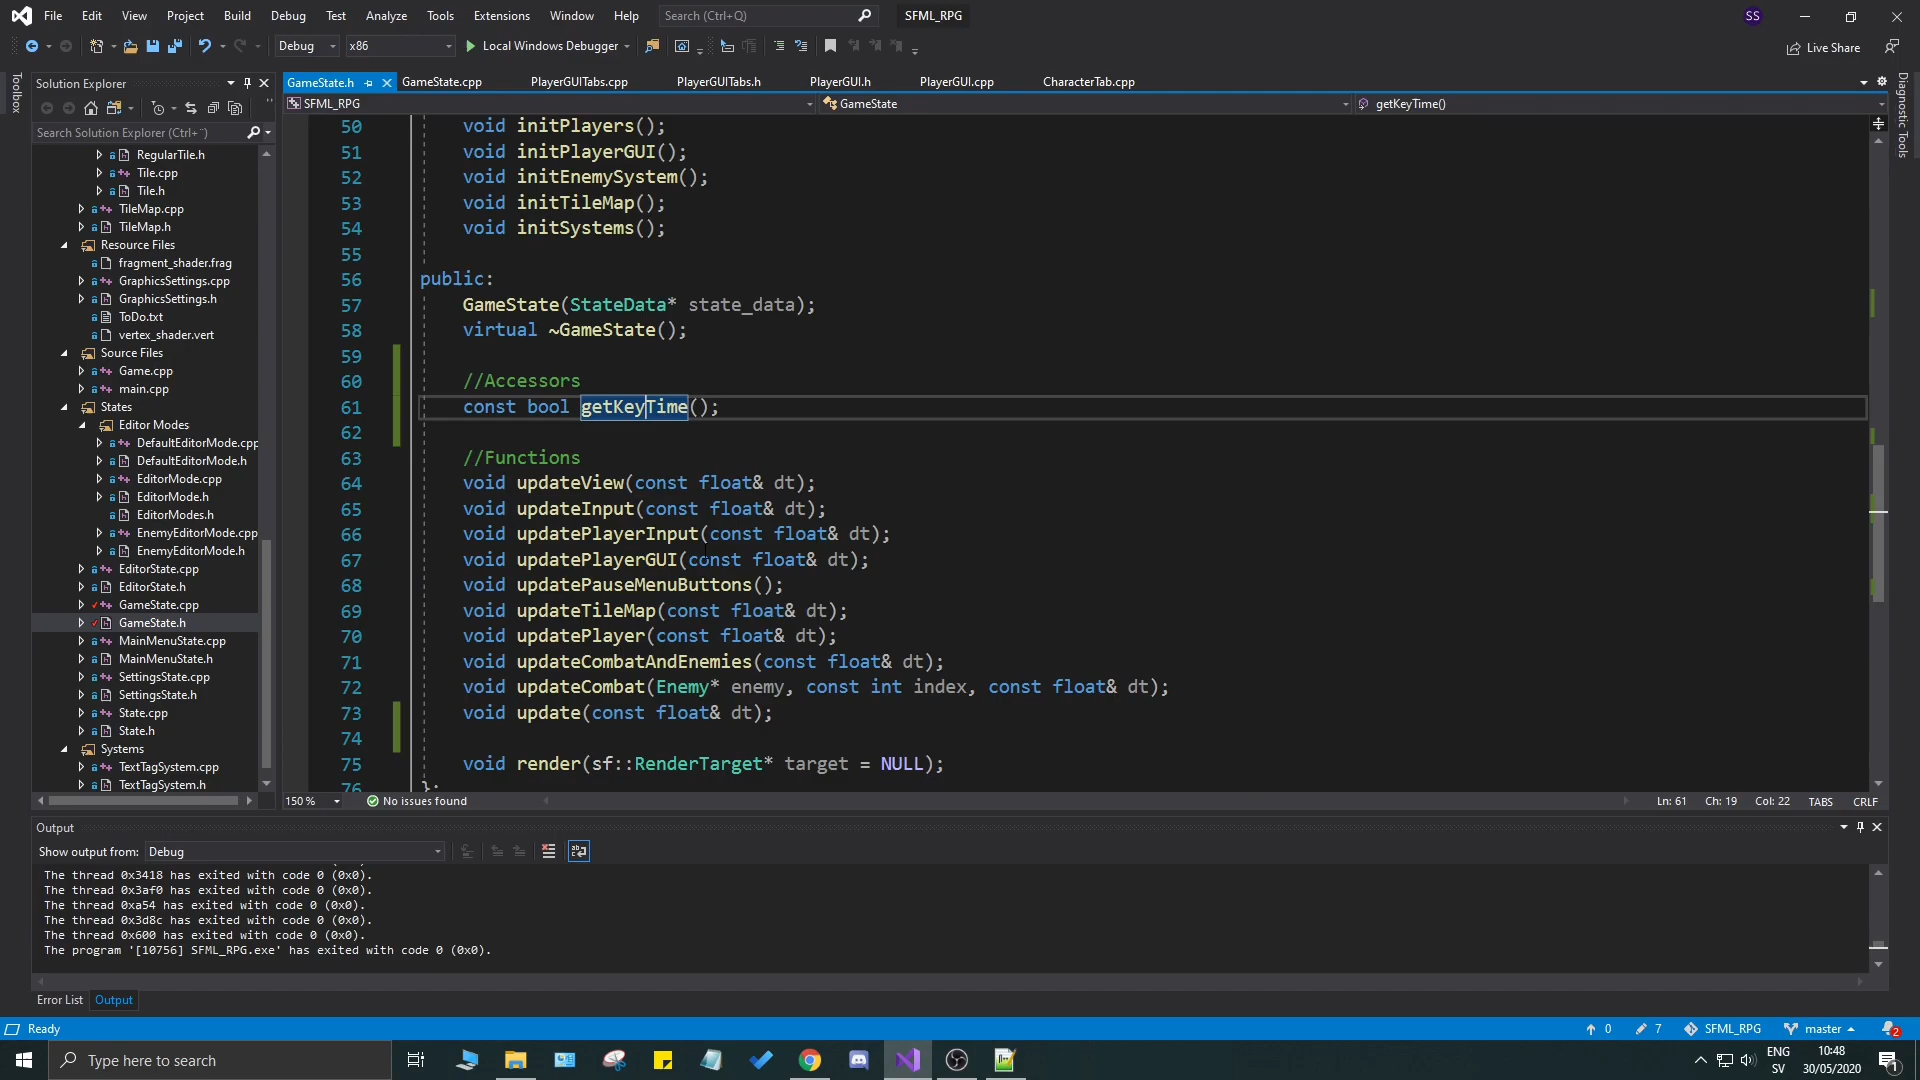 File Edit View Project Build Debug Test Analyze Tools Extensions Window Help Search (Ctrl+Q) SFML_RPG SS
Debug x86 Local Windows Debugger Live Share
Toolbox
Solution Explorer
Search Solution Explorer (Ctrl+¨)
RegularTile.h
Tile.cpp
Tile.h
TileMap.cpp
TileMap.h
Resource Files
fragment_shader.frag
GraphicsSettings.cpp
GraphicsSettings.h
ToDo.txt
vertex_shader.vert
Source Files
Game.cpp
main.cpp
States
Editor Modes
DefaultEditorMode.cpp
DefaultEditorMode.h
EditorMode.cpp
EditorMode.h
EditorModes.h
EnemyEditorMode.cpp
EnemyEditorMode.h
EditorState.cpp
EditorState.h
GameState.cpp
GameState.h
MainMenuState.cpp
MainMenuState.h
SettingsState.cpp
SettingsState.h
State.cpp
State.h
Systems
TextTagSystem.cpp
TextTagSystem.h
GameState.h GameState.cpp PlayerGUITabs.cpp PlayerGUITabs.h PlayerGUI.h PlayerGUI.cpp CharacterTab.cpp
SFML_RPG GameState getKeyTime()
50 void initPlayers();
51 void initPlayerGUI();
52 void initEnemySystem();
53 void initTileMap();
54 void initSystems();
55
56 public:
57 GameState(StateData* state_data);
58 virtual ~GameState();
59
60 //Accessors
61 const bool getKeyTime();
62
63 //Functions
64 void updateView(const float& dt);
65 void updateInput(const float& dt);
66 void updatePlayerInput(const float& dt);
67 void updatePlayerGUI(const float& dt);
68 void updatePauseMenuButtons();
69 void updateTileMap(const float& dt);
70 void updatePlayer(const float& dt);
71 void updateCombatAndEnemies(const float& dt);
72 void updateCombat(Enemy* enemy, const int index, const float& dt);
73 void update(const float& dt);
74
75 void render(sf::RenderTarget* target = NULL);
76 };
Diagnostic Tools
150 % No issues found Ln: 61 Ch: 19 Col: 22 TABS CRLF
Output
Show output from: Debug
The thread 0x3418 has exited with code 0 (0x0).
The thread 0x3af0 has exited with code 0 (0x0).
The thread 0xa54 has exited with code 0 (0x0).
The thread 0x3d8c has exited with code 0 (0x0).
The thread 0x600 has exited with code 0 (0x0).
The program '[10756] SFML_RPG.exe' has exited with code 0 (0x0).
Error List Output
Ready 0 7 SFML_RPG master 2
Type here to search ENG SV 10:48 30/05/2020 1